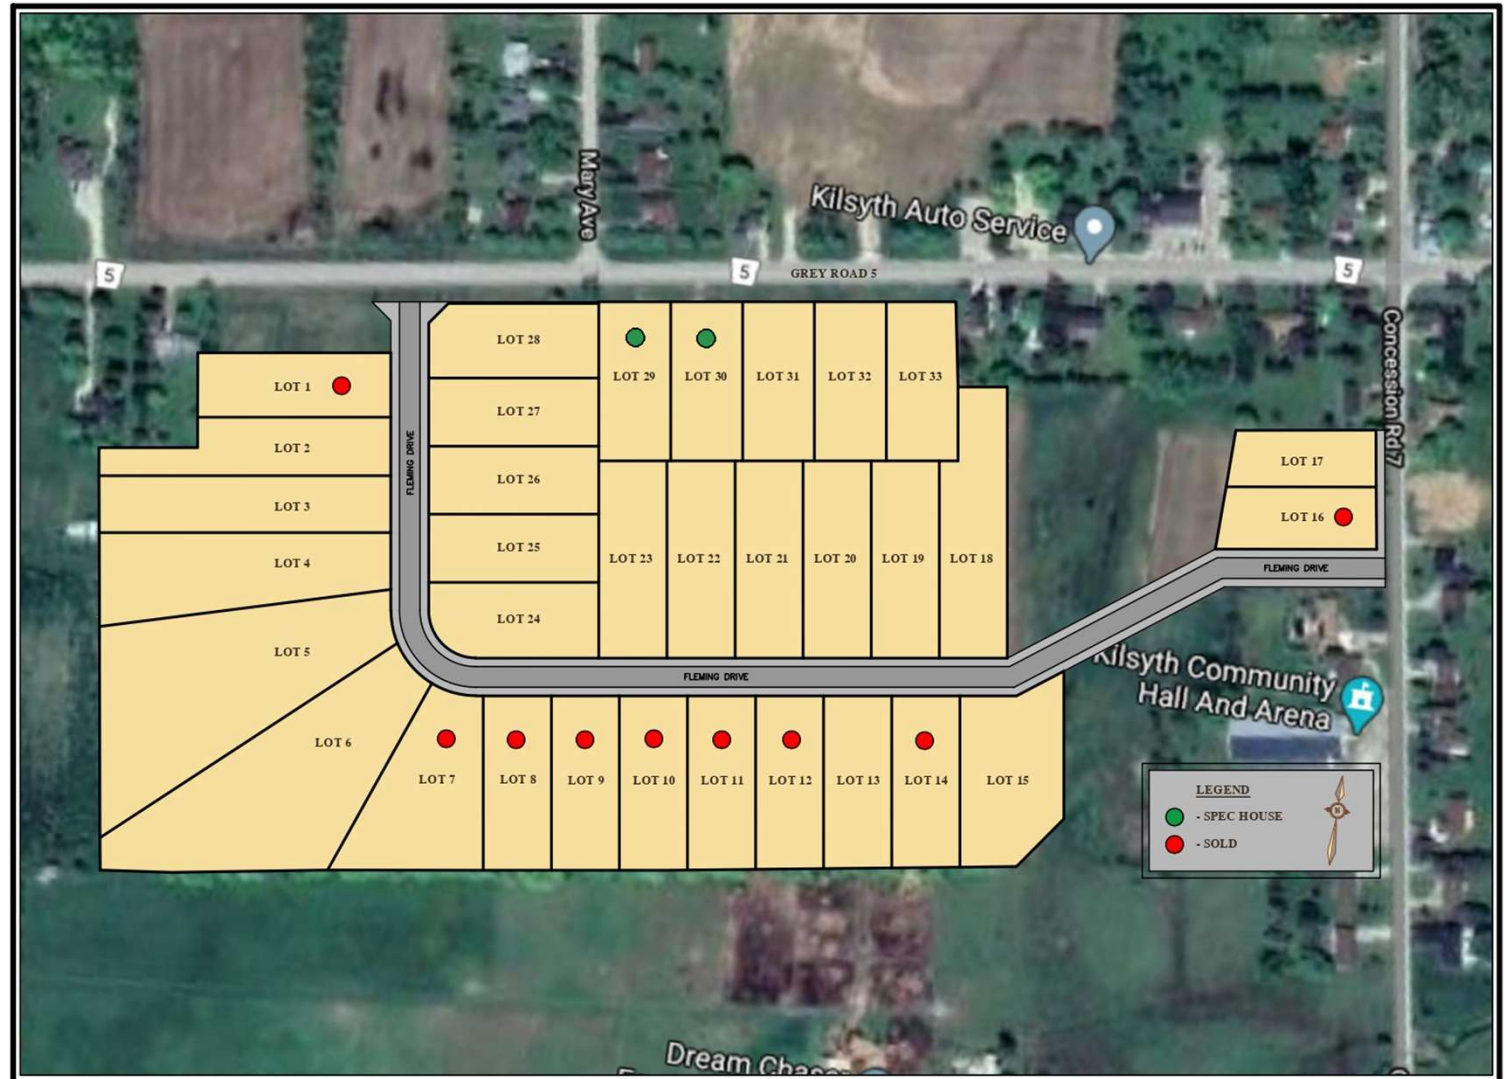 Mary Ave
Kilsyth Auto Service
5
5
GREY ROAD 5
5
Concession Rd 7
LOT 28
LOT 29
LOT 30
LOT 31
LOT 32
LOT 33
LOT 1
LOT 27
LOT 2
FLEMING DRIVE
LOT 26
LOT 17
LOT 3
LOT 16
LOT 25
LOT 4
LOT 23
LOT 22
LOT 21
LOT 20
LOT 19
LOT 18
FLEMING DRIVE
LOT 24
LOT 5
FLEMING DRIVE
Kilsyth Community
Hall And Arena
LOT 6
LOT 7
LOT 8
LOT 9
LOT 10
LOT 11
LOT 12
LOT 13
LOT 14
LOT 15
LEGEND
- SPEC HOUSE
- SOLD
N
Dream Chaser